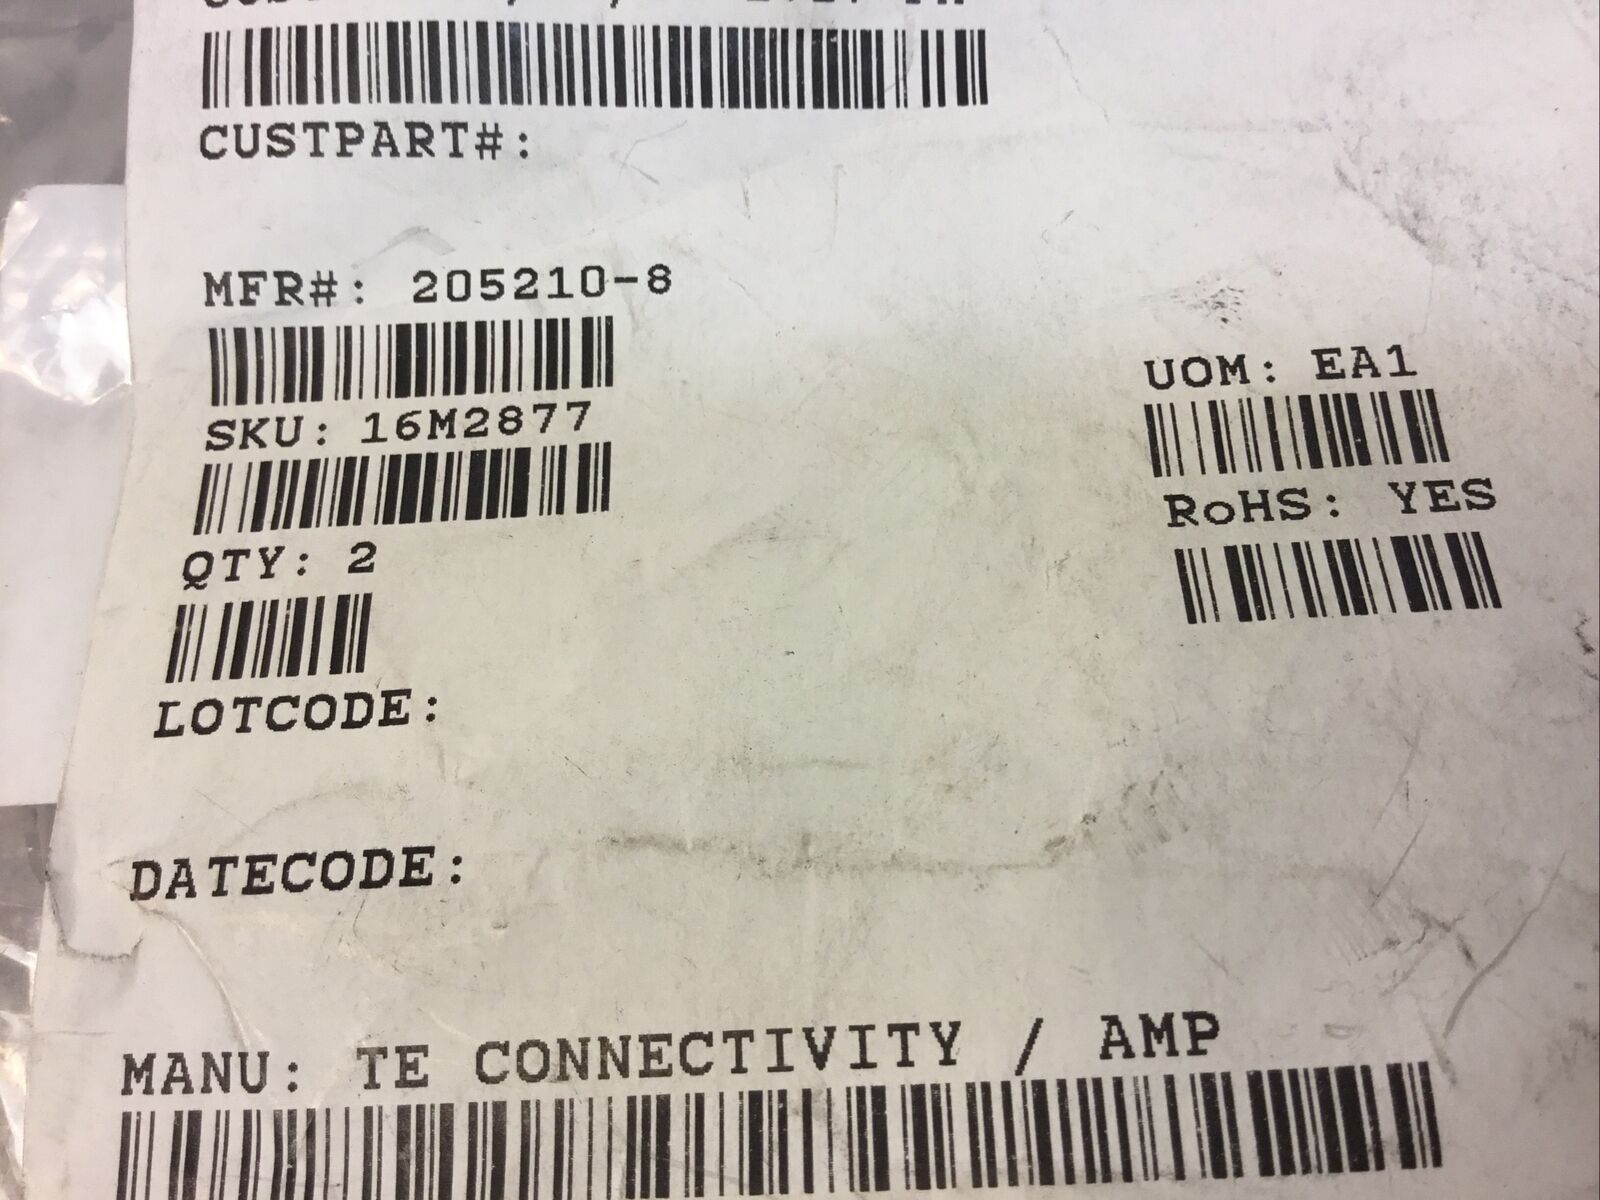 CUSTPART#:
MFR#: 205210-8
UOM: EA1
SKU: 16M2877
RoHS: YES
QTY: 2
LOTCODE:
DATECODE:
MANU: TE CONNECTIVITY / AMP